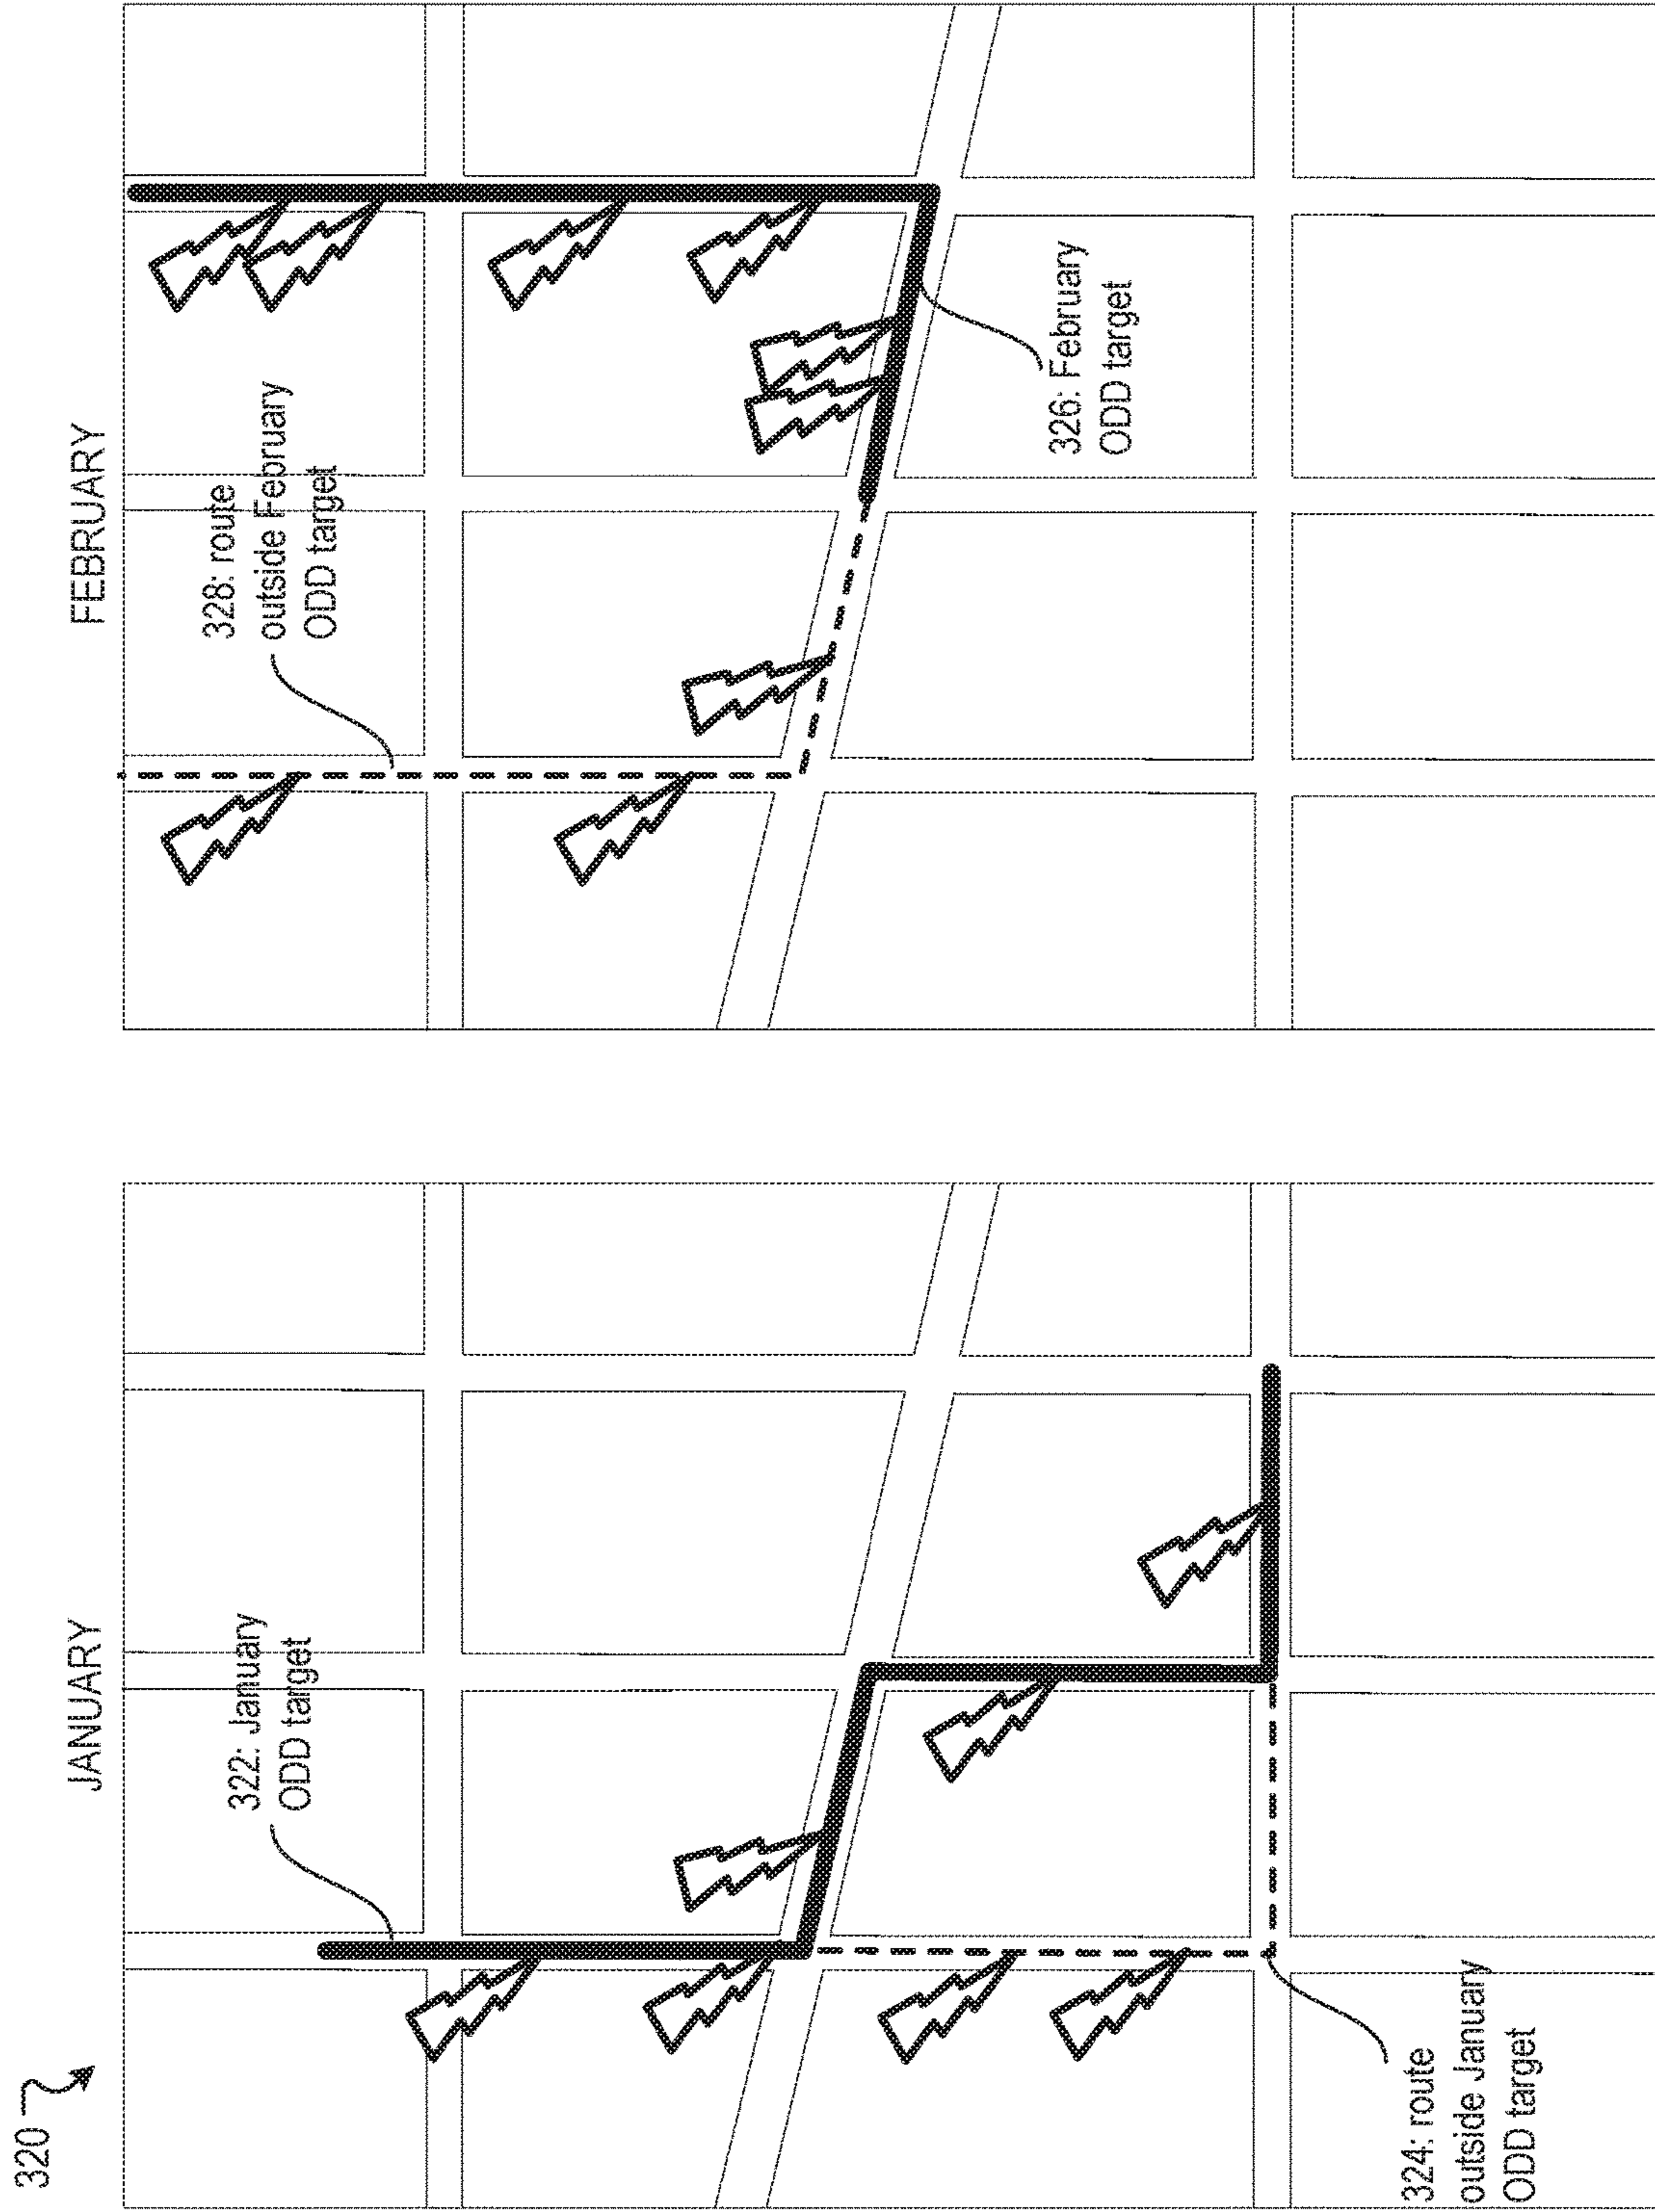 320
JANUARY
322: January
ODD target
324: route
outside January
ODD target
FEBRUARY
328: route
outside February
ODD target
326: February
ODD target